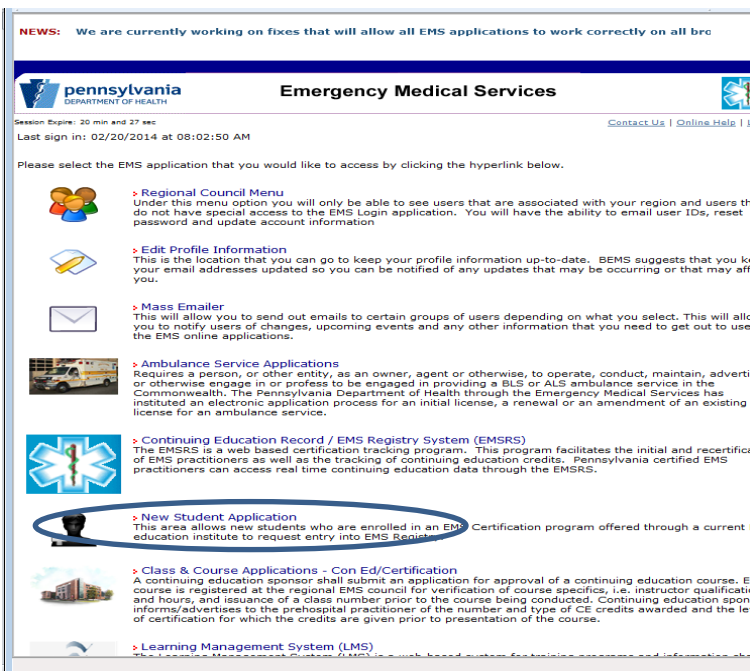 NEWS: We are currently working on fixes that will allow all EMS applications to work correctly on all bro
pennsylvania
DEPARTMENT OF HEALTH
Emergency Medical Services
Session Expire: 20 min and 27 sec
Contact Us | Online Help |
Last sign in: 02/20/2014 at 08:02:50 AM
Please select the EMS application that you would like to access by clicking the hyperlink below.
Regional Council Menu
Under this menu option you will only be able to see users that are associated with your region and users th
do not have special access to the EMS Login application. You will have the ability to email user IDs, reset
password and update account information
Edit Profile Information
This is the location that you can go to keep your profile information up-to-date. BEMS suggests that you k
your email addresses updated so you can be notified of any updates that may be occurring or that may aff
you.
Mass Emailer
This will allow you to send out emails to certain groups of users depending on what you select. This will allo
you to notify users of changes, upcoming events and any other information that you need to get out to use
the EMS online applications.
Ambulance Service Applications
Requires a person, or other entity, as an owner, agent or otherwise, to operate, conduct, maintain, adverti
or otherwise engage in or profess to be engaged in providing a BLS or ALS ambulance service in the
Commonwealth. The Pennsylvania Department of Health through the Emergency Medical Services has
instituted an electronic application process for an initial license, a renewal or an amendment of an existing
license for an ambulance service.
Continuing Education Record / EMS Registry System (EMSRS)
The EMSRS is a web based certification tracking program. This program facilitates the initial and recertifica
of EMS practitioners as well as the tracking of continuing education credits. Pennsylvania certified EMS
practitioners can access real time continuing education data through the EMSRS.
New Student Application
This area allows new students who are enrolled in an EMS Certification program offered through a current
education institute to request entry into EMS Registry.
Class & Course Applications - Con Ed/Certification
A continuing education sponsor shall submit an application for approval of a continuing education course. E
course is registered at the regional EMS council for verification of course specifics, i.e. instructor qualificati
and hours, and issuance of a class number prior to the course being conducted. Continuing education spon
informs/advertises to the prehospital practitioner of the number and type of CE credits awarded and the le
of certification for which the credits are given prior to presentation of the course.
Learning Management System (LMS)